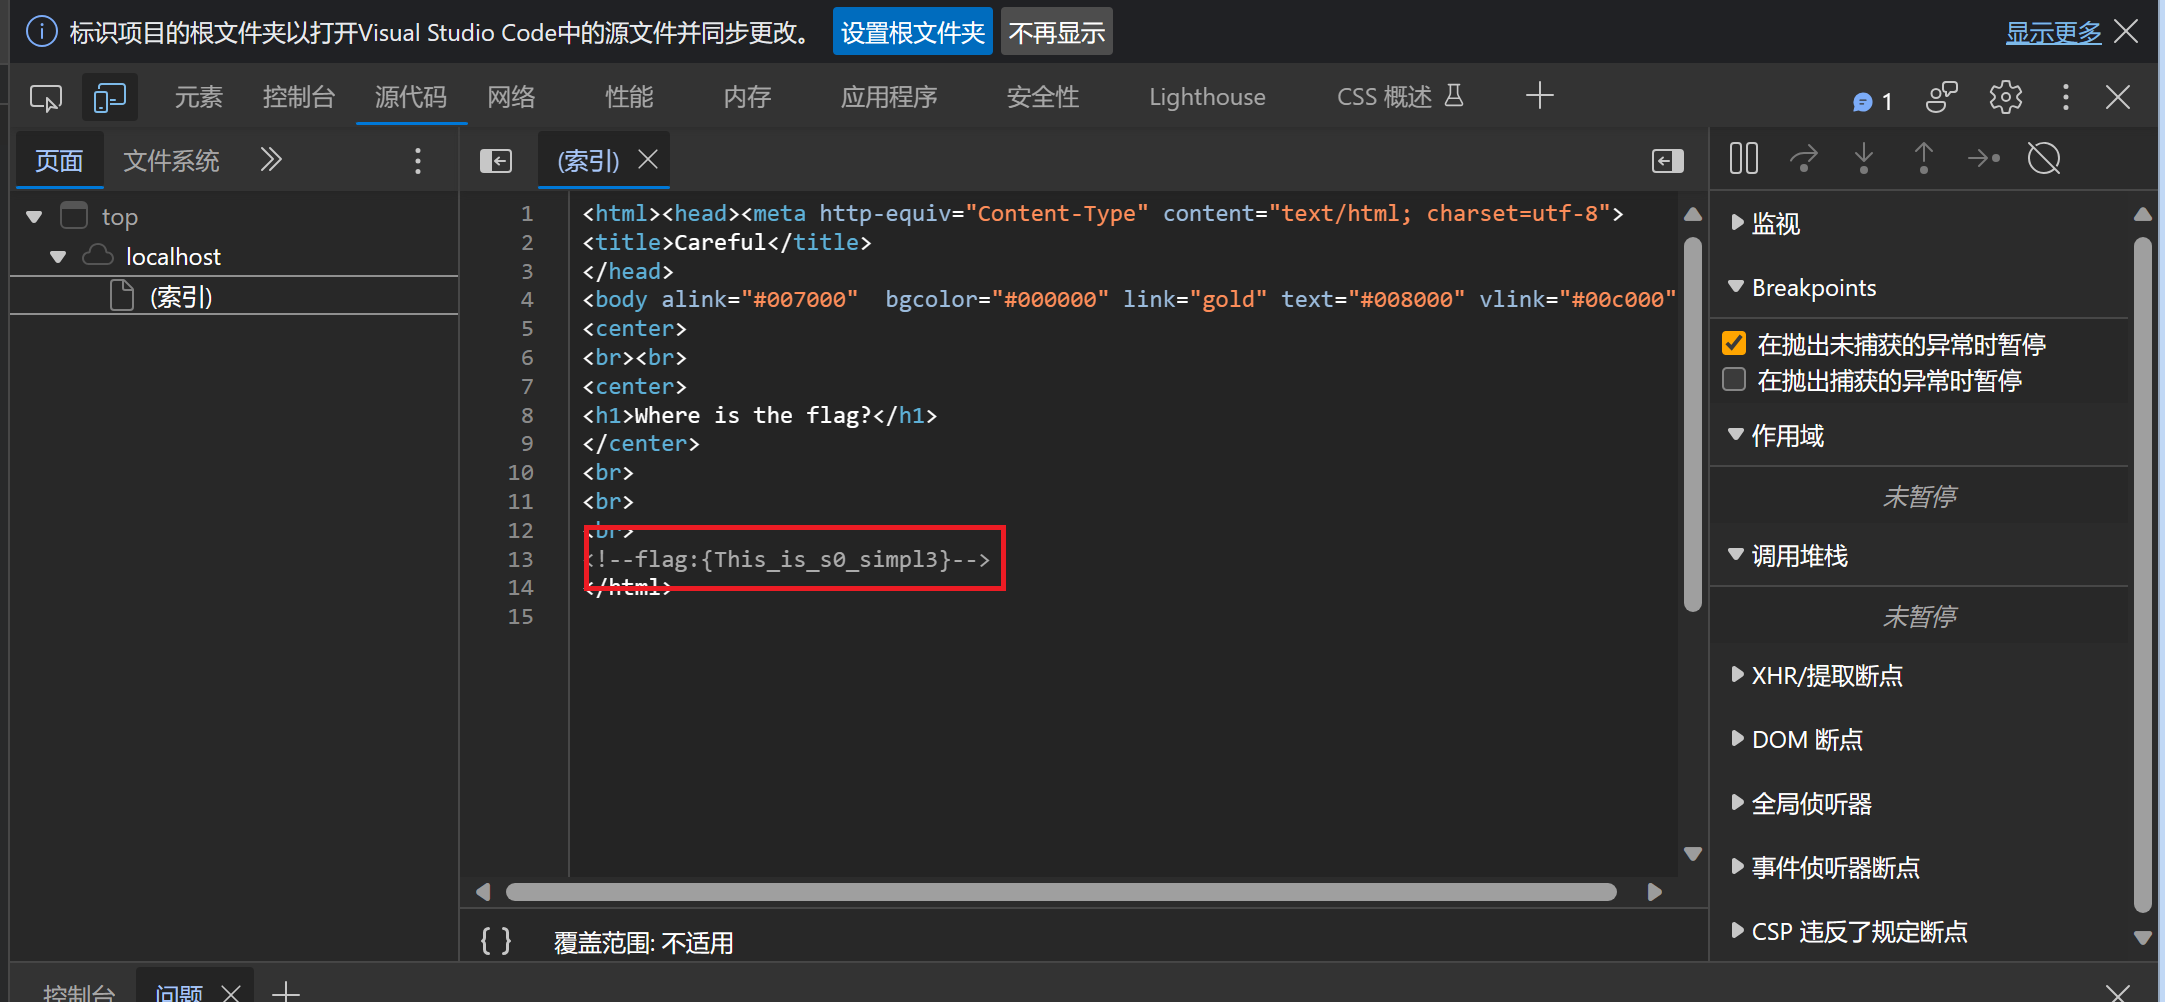 标识项目的根文件夹以打开Visual Studio Code中的源文件并同步更改。 设置根文件夹 不再显示 显示更多
元素 控制台 源代码 网络 性能 内存 应用程序 安全性 Lighthouse CSS 概述 1
页面 文件系统 (索引)
top
localhost
(索引)
1 <html><head><meta http-equiv="Content-Type" content="text/html; charset=utf-8">
2 <title>Careful</title>
3 </head>
4 <body alink="#007000"  bgcolor="#000000" link="gold" text="#008000" vlink="#00c000"
5 <center>
6 <br><br>
7 <center>
8 <h1>Where is the flag?</h1>
9 </center>
10 <br>
11 <br>
12 <br>
13 <!--flag:{This_is_s0_simpl3}-->
14 </html>
15
{ } 覆盖范围: 不适用
监视
Breakpoints
在抛出未捕获的异常时暂停
在抛出捕获的异常时暂停
作用域
未暂停
调用堆栈
未暂停
XHR/提取断点
DOM 断点
全局侦听器
事件侦听器断点
CSP 违反了规定断点
控制台 问题